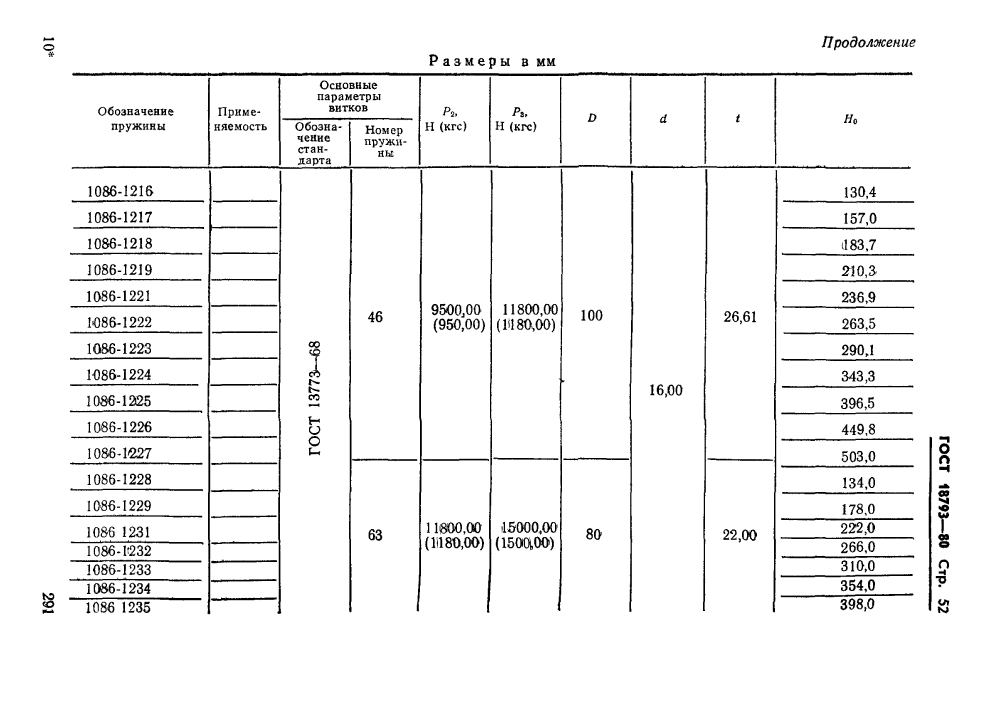 10*
Продолжение
Размеры в мм
Обозначение пружины
Применяемость
Основные параметры витков
Обозначение стандарта
Номер пружины
P₂, Н (кгс)
P₃, Н (кгс)
D
d
t
H₀
1086-1216 130,4
1086-1217 157,0
1086-1218 183,7
1086-1219 210,3
1086-1221 236,9
1086-1222 263,5
1086-1223 290,1
1086-1224 343,3
1086-1225 396,5
1086-1226 449,8
1086-1227 503,0
1086-1228 134,0
1086-1229 178,0
1086 1231 222,0
1086-1232 266,0
1086-1233 310,0
1086-1234 354,0
1086 1235 398,0
ГОСТ 13773—68
46 9500,00 (950,00) 11800,00 (1180,00) 100 26,61
16,00
63 11800,00 (1180,00) 15000,00 (1500,00) 80 22,00
ГОСТ 18793—80 Стр. 52
291